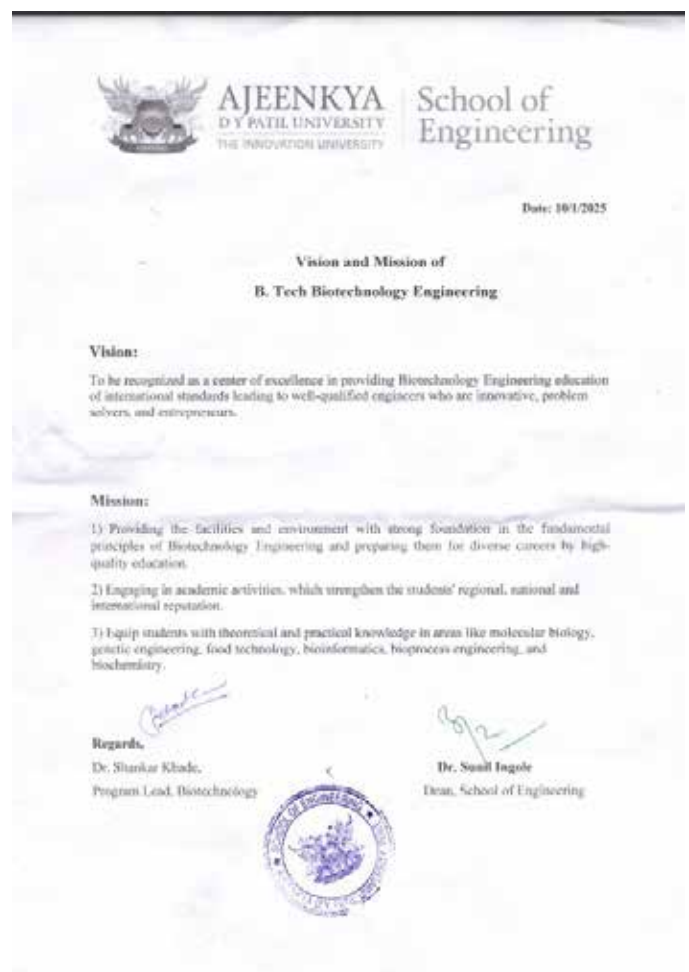 AJEENKYA
D Y PATIL UNIVERSITY
THE INNOVATION UNIVERSITY
School of
Engineering
Date: 10/1/2025
Vision and Mission of
B. Tech Biotechnology Engineering
Vision:
To be recognized as a center of excellence in providing Biotechnology Engineering education
of international standards leading to well-qualified engineers who are innovative, problem
solvers, and entrepreneurs.
Mission:
1) Providing the facilities and environment with strong foundation in the fundamental
principles of Biotechnology Engineering and preparing them for diverse careers by high-
quality education.
2) Engaging in academic activities, which strengthen the students' regional, national and
international reputation.
3) Equip students with theoretical and practical knowledge in areas like molecular biology,
genetic engineering, food technology, bioinformatics, bioprocess engineering, and
biochemistry.
Regards,
Dr. Shankar Khade,
Program Lead, Biotechnology
Dr. Sunil Ingole
Dean, School of Engineering
SCHOOL OF ENGINEERING